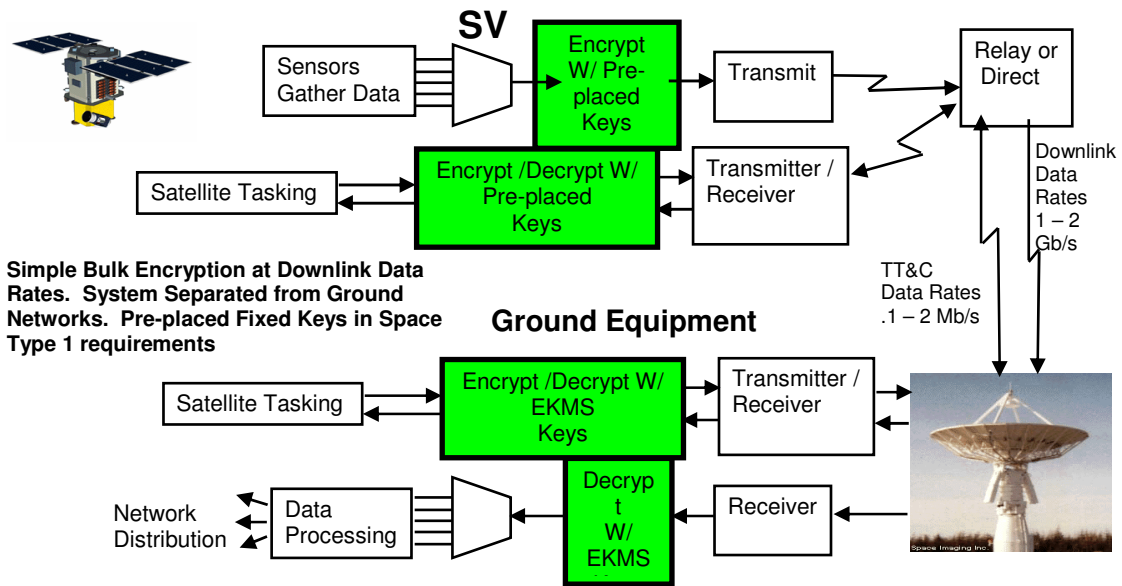 SV
Sensors
Gather Data
Encrypt
W/ Pre-
placed
Keys
Transmit
Relay or
Direct
Satellite Tasking
Encrypt /Decrypt W/
Pre-placed
Keys
Transmitter /
Receiver
Downlink
Data
Rates
1 – 2
Gb/s
TT&C
Data Rates
.1 – 2 Mb/s
Simple Bulk Encryption at Downlink Data
Rates.  System Separated from Ground
Networks.  Pre-placed Fixed Keys in Space
Type 1 requirements
Ground Equipment
Satellite Tasking
Encrypt /Decrypt W/
EKMS
Keys
Transmitter /
Receiver
Network
Distribution
Data
Processing
Decryp
t
W/
EKMS
Receiver
Space Imaging Inc.